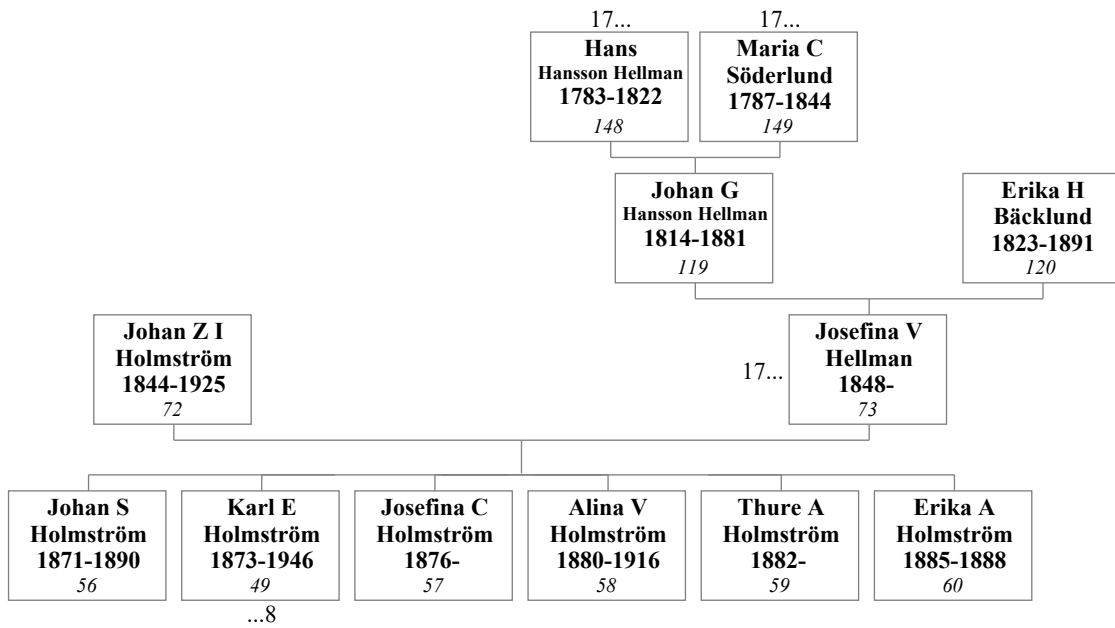 17...
17...
Hans
Hansson Hellman
1783-1822
148
Maria C
Söderlund
1787-1844
149
Johan G
Hansson Hellman
1814-1881
119
Erika H
Bäcklund
1823-1891
120
Johan Z I
Holmström
1844-1925
72
17...
Josefina V
Hellman
1848-
73
Johan S
Holmström
1871-1890
56
Karl E
Holmström
1873-1946
49
Josefina C
Holmström
1876-
57
Alina V
Holmström
1880-1916
58
Thure A
Holmström
1882-
59
Erika A
Holmström
1885-1888
60
...8